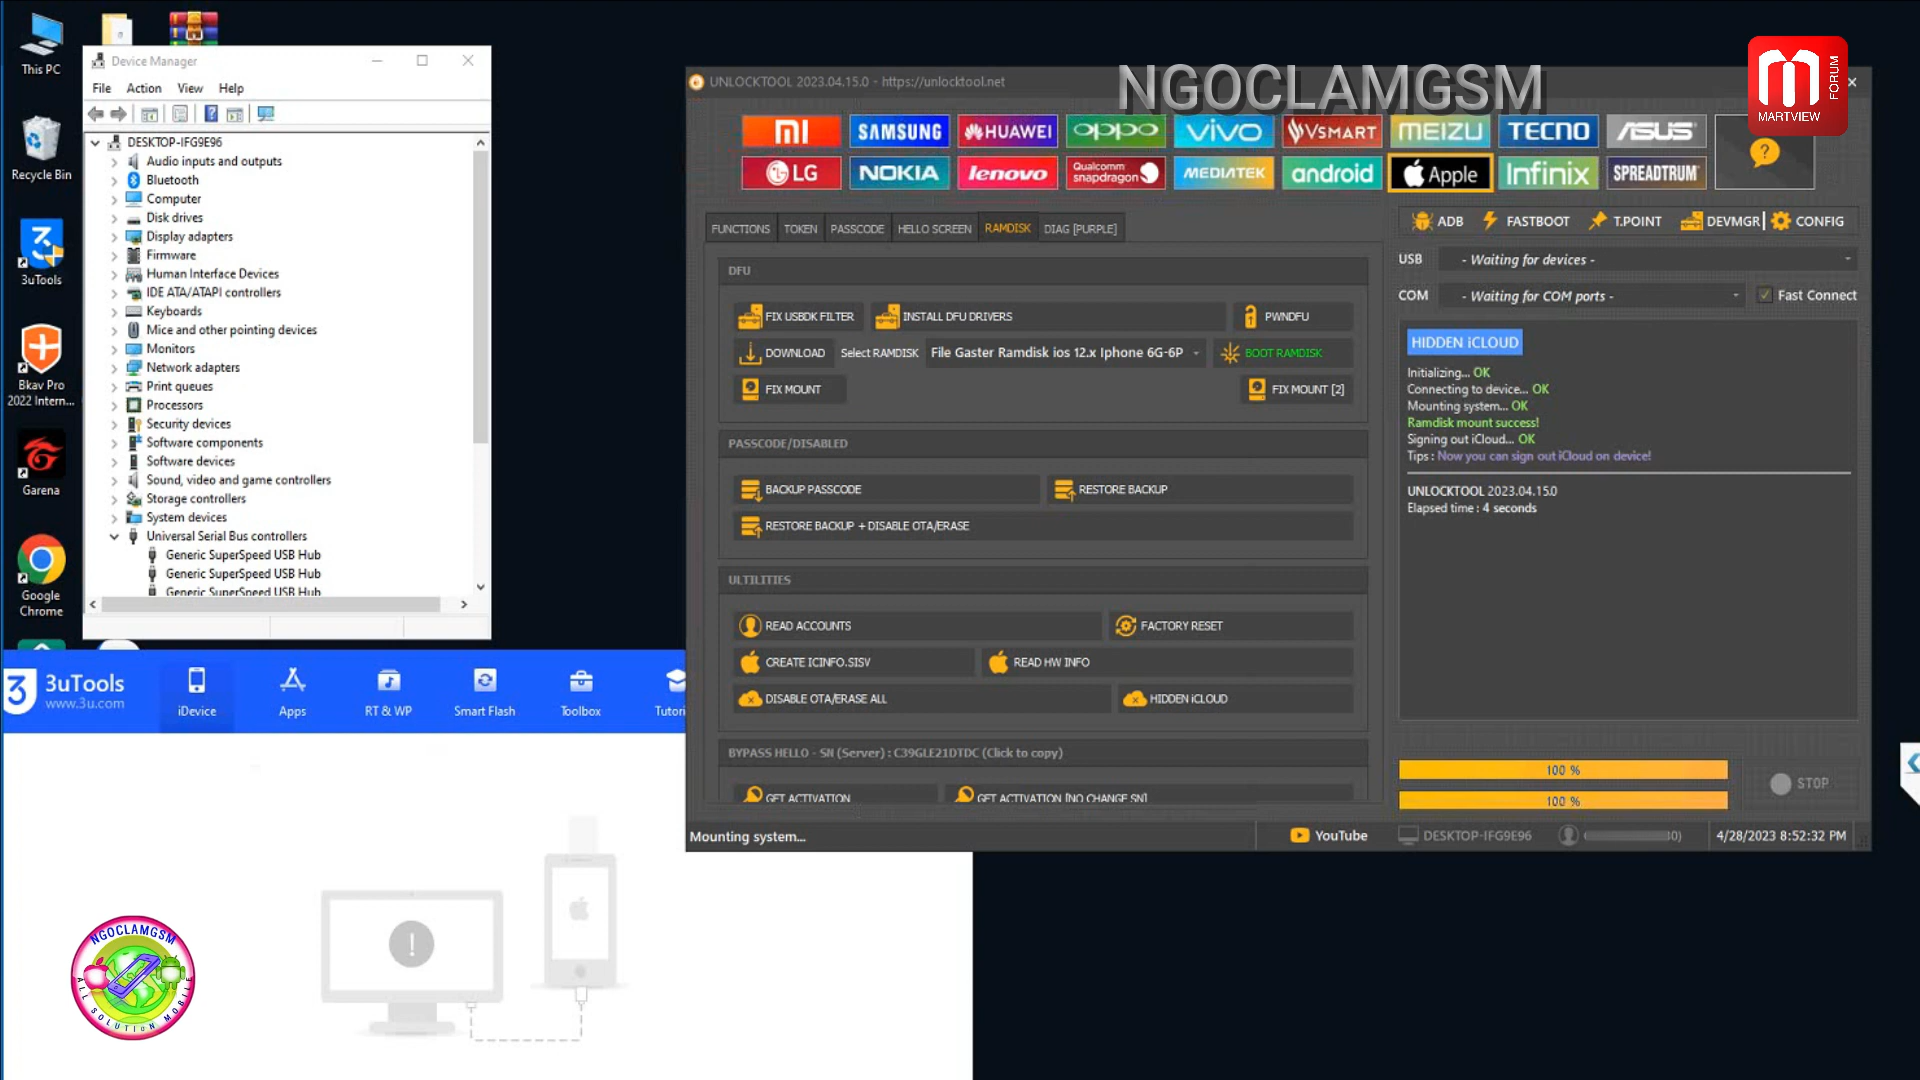 This PC
Recycle Bin
3uTools
Bkav Pro
2022 Intern...
Garena
Google
Chrome
Device Manager
File Action View Help
DESKTOP-IFG9E96
Audio inputs and outputs
Bluetooth
Computer
Disk drives
Display adapters
Firmware
Human Interface Devices
IDE ATA/ATAPI controllers
Keyboards
Mice and other pointing devices
Monitors
Network adapters
Print queues
Processors
Security devices
Software components
Software devices
Sound, video and game controllers
Storage controllers
System devices
Universal Serial Bus controllers
Generic SuperSpeed USB Hub
Generic SuperSpeed USB Hub
Generic SuperSpeed USB Hub
3uTools
www.3u.com
iDevice
Apps
RT & WP
Smart Flash
Toolbox
Tutori
NGOCLAMGSM
ALL SOLUTION MOBILE
UNLOCKTOOL 2023.04.15.0 - https://unlocktool.net
NGOCLAMGSM
MARTVIEW
FORUM
MI SAMSUNG HUAWEI oppo vivo VSMART MEIZU TECNO ASUS
LG NOKIA lenovo Qualcomm snapdragon MEDIATEK android Apple Infinix SPREADTRUM
?
FUNCTIONS TOKEN PASSCODE HELLO SCREEN RAMDISK DIAG [PURPLE]
DFU
FIX USBDK FILTER INSTALL DFU DRIVERS PWNDFU
DOWNLOAD Select RAMDISK File Gaster Ramdisk ios 12.x Iphone 6G-6P BOOT RAMDISK
FIX MOUNT FIX MOUNT [2]
PASSCODE/DISABLED
BACKUP PASSCODE RESTORE BACKUP
RESTORE BACKUP + DISABLE OTA/ERASE
ULTILITIES
READ ACCOUNTS FACTORY RESET
CREATE ICINFO.SISV READ HW INFO
DISABLE OTA/ERASE ALL HIDDEN iCLOUD
BYPASS HELLO - SN (Server) : C39GLE21DTDC (Click to copy)
GET ACTIVATION GET ACTIVATION [NO CHANGE SN]
Mounting system...
ADB FASTBOOT T.POINT DEVMGR CONFIG
USB - Waiting for devices -
COM - Waiting for COM ports - Fast Connect
HIDDEN iCLOUD
Initializing... OK
Connecting to device... OK
Mounting system... OK
Ramdisk mount success!
Signing out iCloud... OK
Tips : Now you can sign out iCloud on device!
UNLOCKTOOL 2023.04.15.0
Elapsed time : 4 seconds
100 %
100 %
STOP
YouTube DESKTOP-IFG9E96 4/28/2023 8:52:32 PM